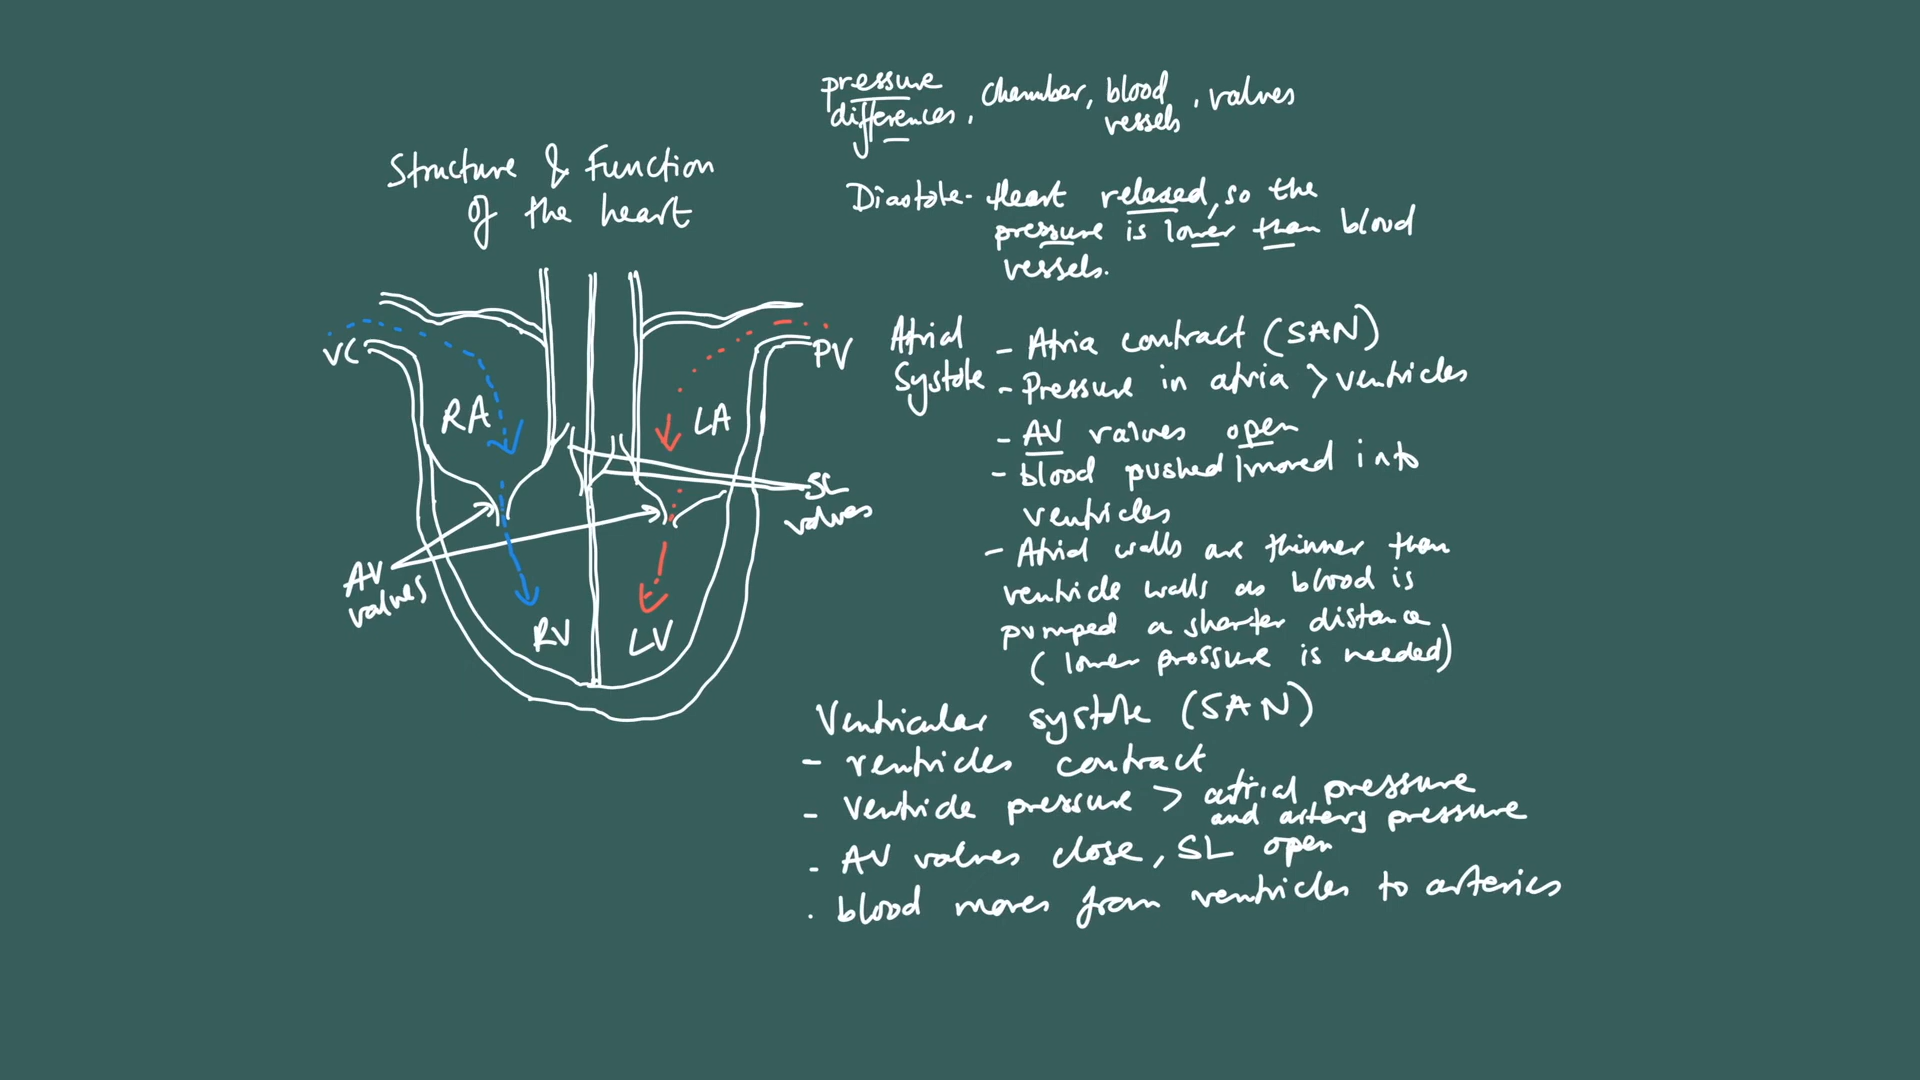 pressure
differences, chamber, blood vessels, valves
Structure & Function
of the heart
Diastole - Heart relaxed, so the
pressure is lower than blood
vessels.
VC
PV
RA
LA
SL
valves
AV
valves
RV
LV
Atrial
Systole
- Atria contract (SAN)
- Pressure in atria > ventricles
- AV valves open
- blood pushed/moved into
ventricles
- Atrial walls are thinner than
ventricle walls as blood is
pumped a shorter distance
(lower pressure is needed)
Ventricular systole (SAN)
- ventricles contract
- Ventricle pressure > atrial pressure
and artery pressure
- AV valves close, SL open
. blood moves from ventricles to arteries